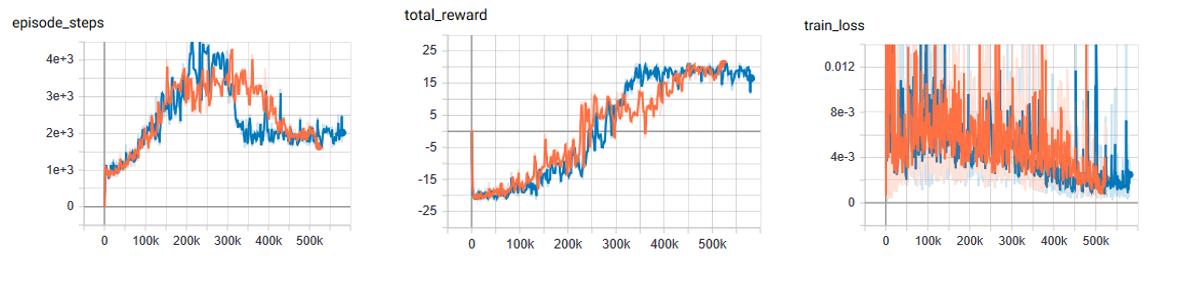 episode_steps
4e+3
3e+3
2e+3
1e+3
0
0 100k 200k 300k 400k 500k
total_reward
25
15
5
-5
-15
-25
0 100k 200k 300k 400k 500k
train_loss
0.012
8e-3
4e-3
0
0 100k 200k 300k 400k 500k